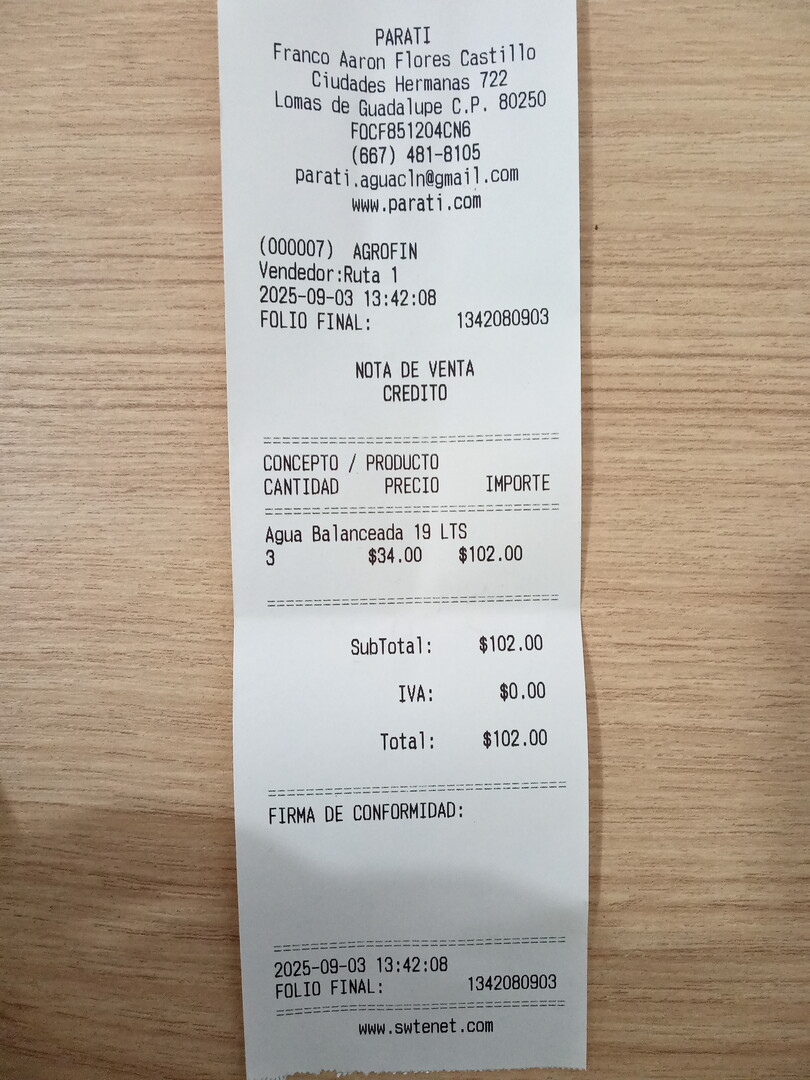 PARATI
Franco Aaron Flores Castillo
Ciudades Hermanas 722
Lomas de Guadalupe C.P. 80250
FOCF851204CN6
(667) 481-8105
parati.aguacln@gmail.com
www.parati.com
(000007) AGROFIN
Vendedor:Ruta 1
2025-09-03 13:42:08
FOLIO FINAL: 1342080903
NOTA DE VENTA
CREDITO
================================
CONCEPTO / PRODUCTO
CANTIDAD PRECIO IMPORTE
================================
Agua Balanceada 19 LTS
3 $34.00 $102.00
================================
SubTotal: $102.00
IVA: $0.00
Total: $102.00
================================
FIRMA DE CONFORMIDAD:
================================
2025-09-03 13:42:08
FOLIO FINAL: 1342080903
================================
www.swtenet.com